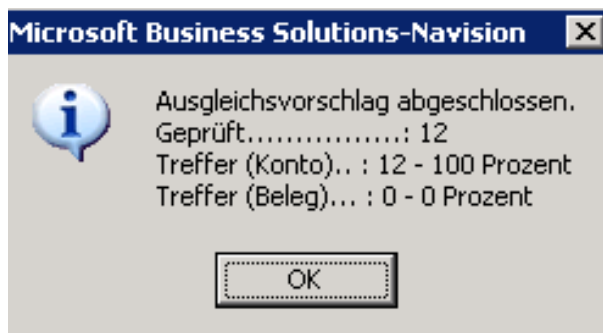 Microsoft Business Solutions-Navision
Ausgleichsvorschlag abgeschlossen.
Geprüft................: 12
Treffer (Konto).. : 12 - 100 Prozent
Treffer (Beleg)... : 0 - 0 Prozent
OK